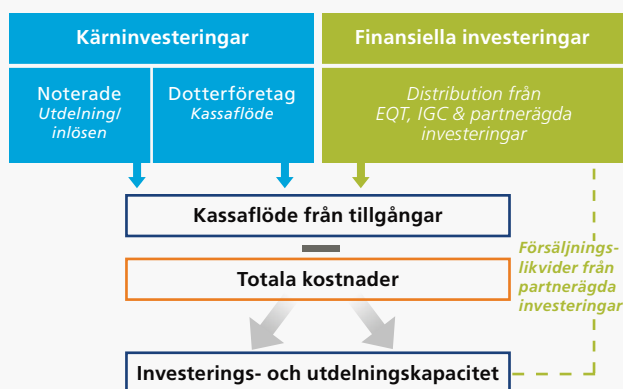 Kärninvesteringar
Finansiella investeringar
Noterade
Utdelning/
inlösen
Dotterföretag
Kassaflöde
Distribution från
EQT, IGC & partnerägda
investeringar
Kassaflöde från tillgångar
Totala kostnader
Försäljnings-
likvider från
partnerägda
investeringar
Investerings- och utdelningskapacitet